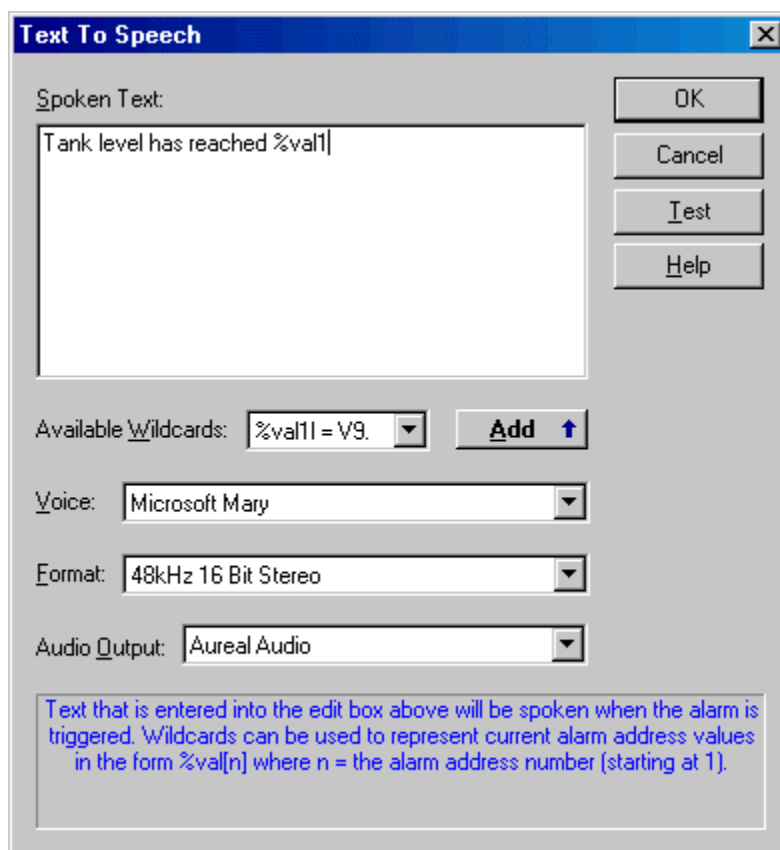 Text To Speech
Spoken Text:
OK
Tank level has reached %val1
Cancel
Test
Help
Available Wildcards:
%val1l = V9.
Add
Voice:
Microsoft Mary
Format:
48kHz 16 Bit Stereo
Audio Output:
Aureal Audio
Text that is entered into the edit box above will be spoken when the alarm is
triggered. Wildcards can be used to represent current alarm address values
in the form %val[n] where n = the alarm address number (starting at 1).